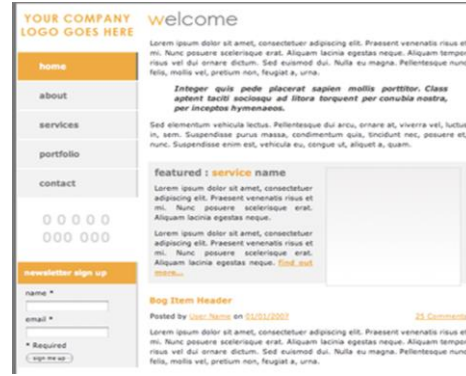 YOUR COMPANY
LOGO GOES HERE
home
about
services
portfolio
contact
0 0 0 0 0
000 000
newsletter sign up
name *
email *
* Required
sign me up
welcome
Lorem ipsum dolor sit amet, consectetuer adipiscing elit. Praesent venenatis risus et
mi. Nunc posuere scelerisque erat. Aliquam lacinia egestas neque. Aliquam tempor
risus vel dui ornare dictum. Sed euismod dui. Nulla eu magna. Pellentesque nunc
felis, mollis vel, pretium non, feugiat a, urna.
Integer quis pede placerat sapien mollis porttitor. Class
aptent taciti sociosqu ad litora torquent per conubia nostra,
per inceptos hymenaeos.
Sed elementum vehicula lectus. Pellentesque dui arcu, ornare at, viverra vel, luctus
in, sem. Suspendisse purus massa, condimentum quis, tincidunt nec, posuere et,
nunc. Suspendisse enim est, vehicula eu, congue ut, aliquet a, quam.
featured : service name
Lorem ipsum dolor sit amet, consectetuer
adipiscing elit. Praesent venenatis risus et
mi. Nunc posuere scelerisque erat.
Aliquam lacinia egestas neque.
Lorem ipsum dolor sit amet, consectetuer
adipiscing elit. Praesent venenatis risus et
mi. Nunc posuere scelerisque erat.
Aliquam lacinia egestas neque. find out
more...
Bog Item Header
Posted by User Name on 01/01/2007 25 Comments
Lorem ipsum dolor sit amet, consectetuer adipiscing elit. Praesent venenatis risus et
mi. Nunc posuere scelerisque erat. Aliquam lacinia egestas neque. Aliquam tempor
risus vel dui ornare dictum. Sed euismod dui. Nulla eu magna. Pellentesque nunc
felis, mollis vel, pretium non, feugiat a, urna.